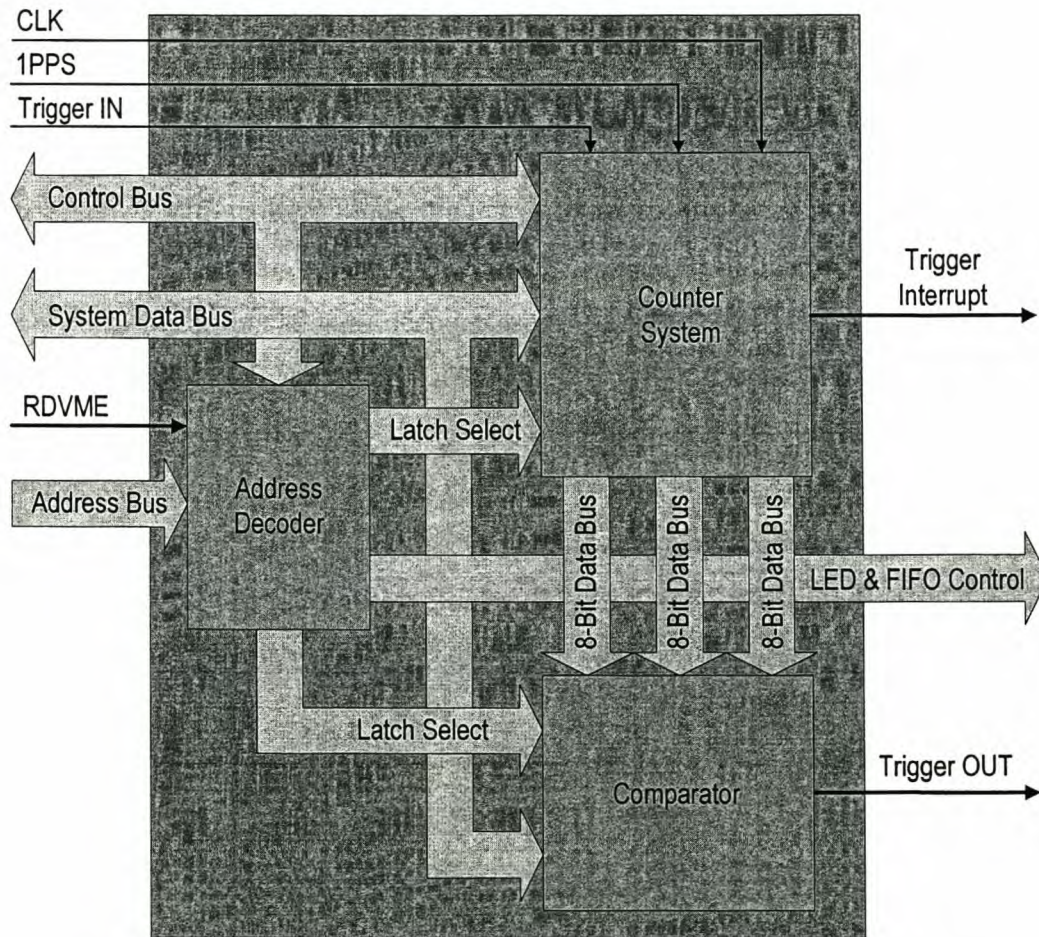 CLK
1PPS
Trigger IN
Control Bus
System Data Bus
Counter
System
Trigger
Interrupt
RDVME
Latch Select
Address Bus
Address
Decoder
8-Bit Data Bus
8-Bit Data Bus
8-Bit Data Bus
LED & FIFO Control
Latch Select
Comparator
Trigger OUT